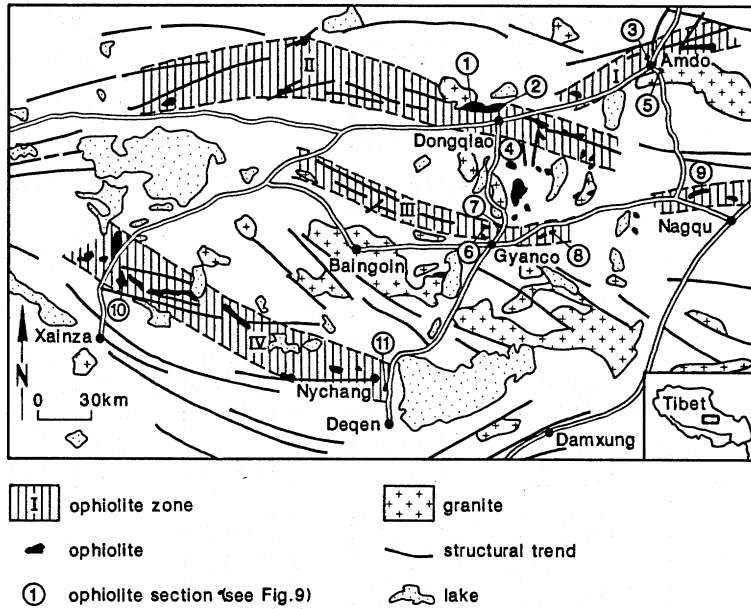 II
1
2
3
Amdo
I
5
Dongqiao
4
9
III
7
Nagqu
Baingoin
6
Gyanco
8
10
Xainza
IV
11
N
0 30km
Nychang
Deqen
Damxung
Tibet
I ophiolite zone
granite
ophiolite
structural trend
1 ophiolite section (see Fig.9)
lake